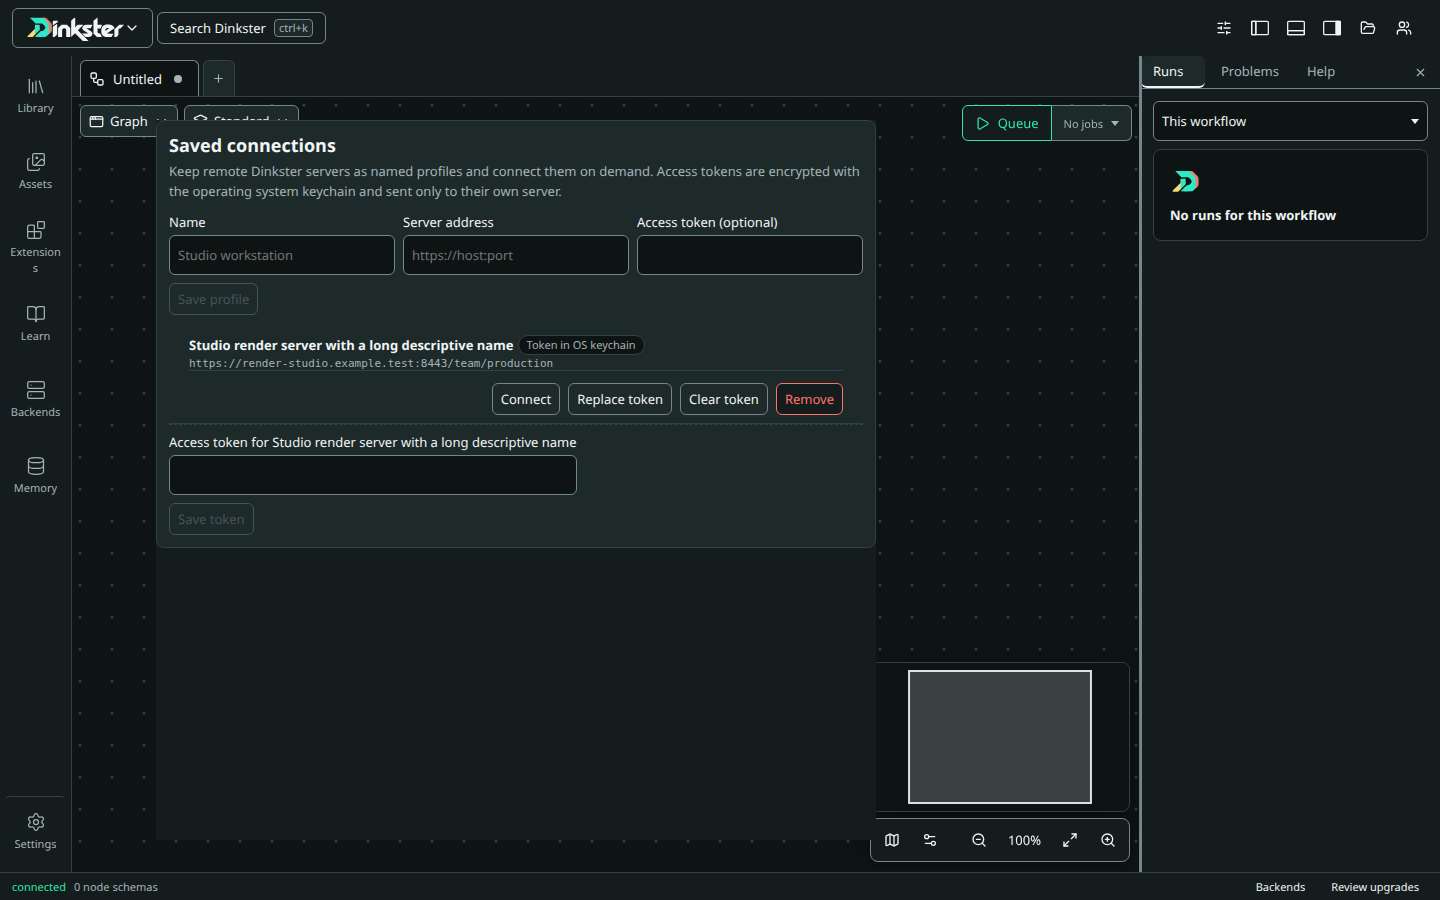 Dinkster
Search Dinkster ctrl+k
Library
Assets
Extension
s
Learn
Backends
Memory
Settings
Untitled
+
Graph
Standard
Queue
No jobs
Saved connections
Keep remote Dinkster servers as named profiles and connect them on demand. Access tokens are encrypted with
the operating system keychain and sent only to their own server.
Name
Server address
Access token (optional)
Studio workstation
https://host:port
Save profile
Studio render server with a long descriptive name Token in OS keychain
https://render-studio.example.test:8443/team/production
Connect
Replace token
Clear token
Remove
Access token for Studio render server with a long descriptive name
Save token
100%
Runs
Problems
Help
This workflow
No runs for this workflow
connected 0 node schemas
Backends
Review upgrades